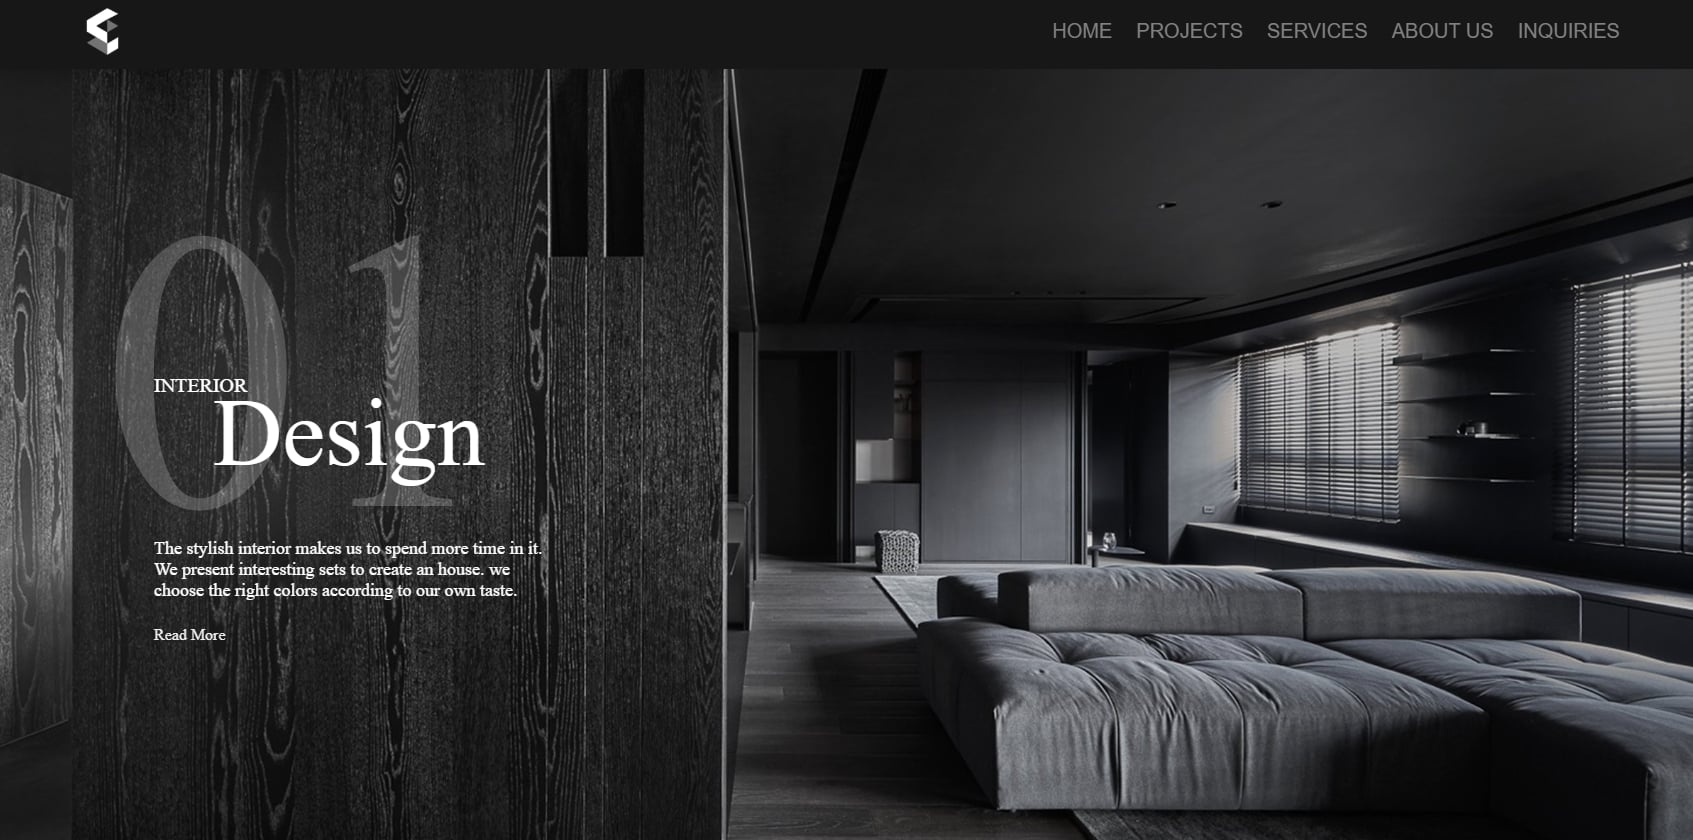 HOME PROJECTS SERVICES ABOUT US INQUIRIES
01
INTERIOR
Design
The stylish interior makes us to spend more time in it.
We present interesting sets to create an house. we
choose the right colors according to our own taste.
Read More